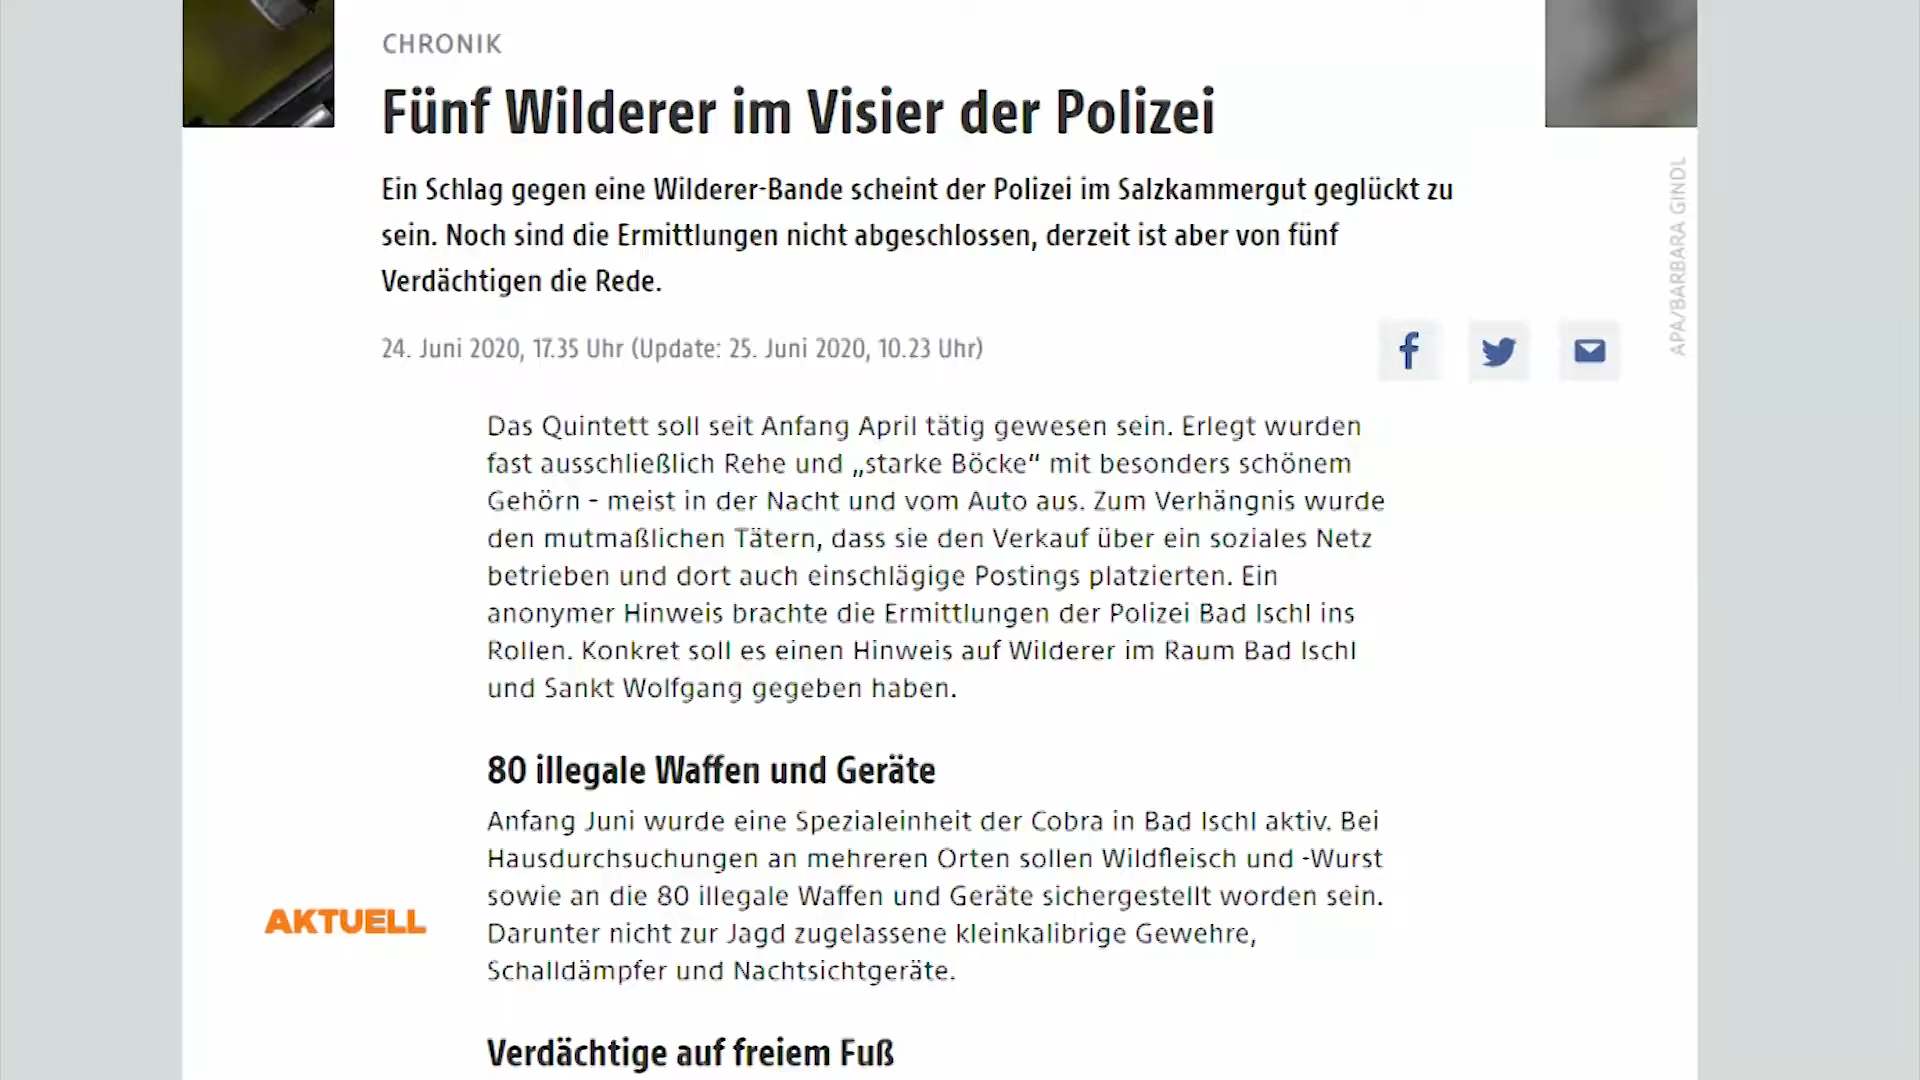 CHRONIK
Fünf Wilderer im Visier der Polizei
Ein Schlag gegen eine Wilderer-Bande scheint der Polizei im Salzkammergut geglückt zu
sein. Noch sind die Ermittlungen nicht abgeschlossen, derzeit ist aber von fünf
Verdächtigen die Rede.
APA/BARBARA GINDL
24. Juni 2020, 17.35 Uhr (Update: 25. Juni 2020, 10.23 Uhr)
Das Quintett soll seit Anfang April tätig gewesen sein. Erlegt wurden
fast ausschließlich Rehe und „starke Böcke“ mit besonders schönem
Gehörn - meist in der Nacht und vom Auto aus. Zum Verhängnis wurde
den mutmaßlichen Tätern, dass sie den Verkauf über ein soziales Netz
betrieben und dort auch einschlägige Postings platzierten. Ein
anonymer Hinweis brachte die Ermittlungen der Polizei Bad Ischl ins
Rollen. Konkret soll es einen Hinweis auf Wilderer im Raum Bad Ischl
und Sankt Wolfgang gegeben haben.
80 illegale Waffen und Geräte
Anfang Juni wurde eine Spezialeinheit der Cobra in Bad Ischl aktiv. Bei
Hausdurchsuchungen an mehreren Orten sollen Wildfleisch und -Wurst
sowie an die 80 illegale Waffen und Geräte sichergestellt worden sein.
Darunter nicht zur Jagd zugelassene kleinkalibrige Gewehre,
Schalldämpfer und Nachtsichtgeräte.
AKTUELL
Verdächtige auf freiem Fuß